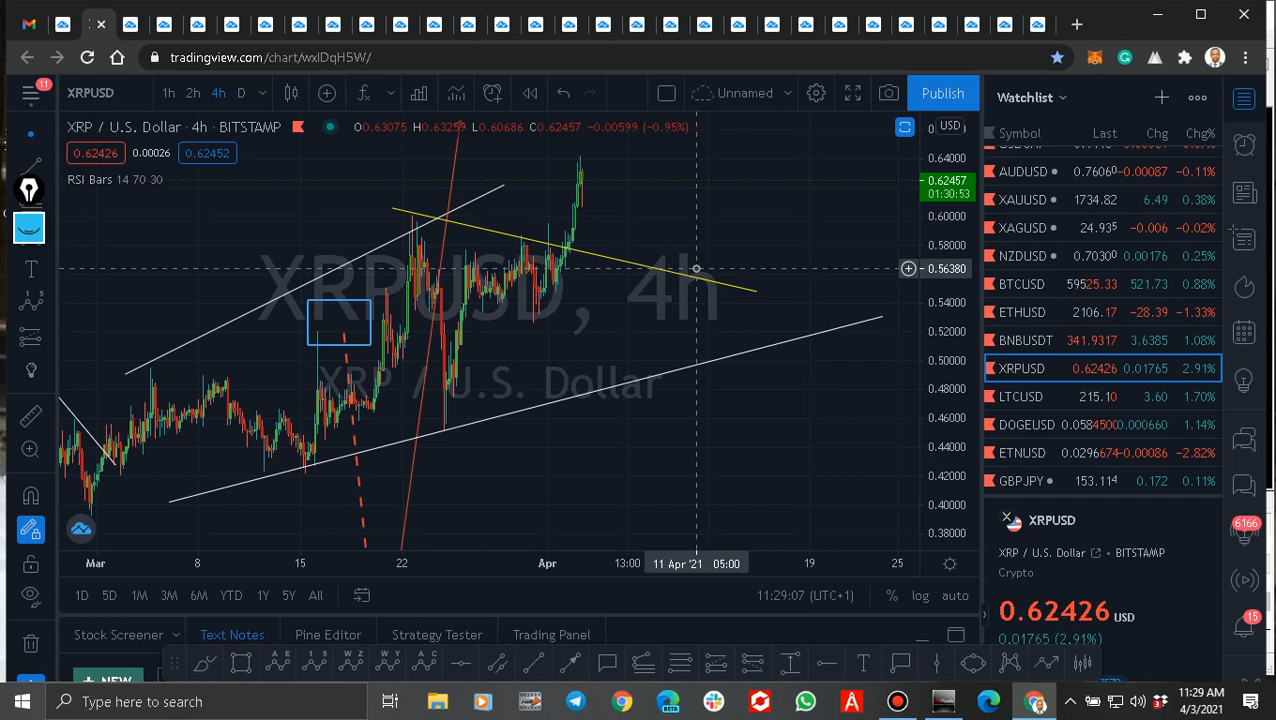 tradingview.com/chart/wxlDqH5W/
11
XRPUSD 1h 2h 4h D Unnamed Publish
Watchlist
XRP / U.S. Dollar · 4h · BITSTAMP O0.63075 H0.63259 L0.60686 C0.62457 -0.00599 (-0.95%)
USD
0.62426 0.00026 0.62452
RSI Bars 14 70 30
XRPUSD, 4h
XRP / U.S. Dollar
0.64000
0.62457
01:30:53
0.60000
0.58000
0.56380
0.54000
0.52000
0.50000
0.48000
0.46000
0.44000
0.42000
0.40000
0.38000
Mar 8 15 22 Apr 13:00 11 Apr '21 05:00 19 25
1D 5D 1M 3M 6M YTD 1Y 5Y All 11:29:07 (UTC+1) % log auto
Stock Screener Text Notes Pine Editor Strategy Tester Trading Panel
NEW
Symbol Last Chg Chg%
AUDUSD 0.7606 -0.00087 -0.11%
XAUUSD 1734.82 6.49 0.38%
XAGUSD 24.935 -0.006 -0.02%
NZDUSD 0.7030 0.00176 0.25%
BTCUSD 59525.33 521.73 0.88%
ETHUSD 2106.17 -28.39 -1.33%
BNBUSDT 341.9317 3.6385 1.08%
XRPUSD 0.62426 0.01765 2.91%
LTCUSD 215.10 3.60 1.70%
DOGEUSD 0.0584500 0.000660 1.14%
ETNUSD 0.0296674 -0.00086 -2.82%
GBPJPY 153.114 0.172 0.11%
XRPUSD
XRP / U.S. Dollar BITSTAMP
Crypto
0.62426 USD
0.01765 (2.91%)
6166
15
Type here to search
11:29 AM
4/3/2021